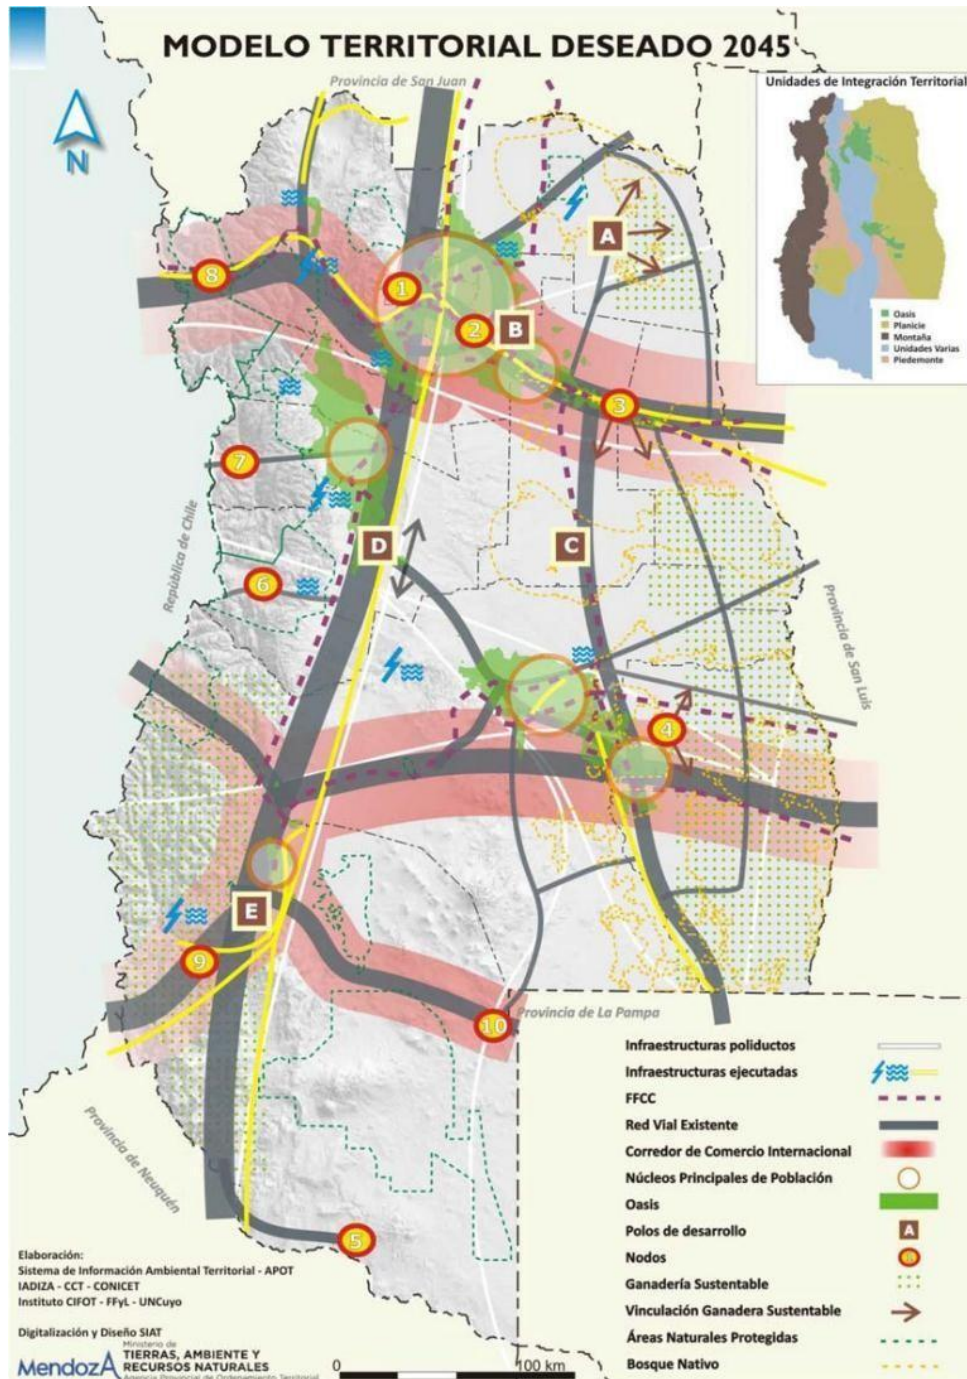 MODELO TERRITORIAL DESEADO 2045
Provincia de San Juan
Unidades de Integración Territorial
N
Oasis
Planicie
Montaña
Unidades Varias
Piedemonte
A
8
1
2
B
3
7
República de Chile
D
C
6
Provincia de San Luis
4
E
9
10
Provincia de La Pampa
Provincia de Neuquén
5
Infraestructuras poliductos
Infraestructuras ejecutadas
FFCC
Red Vial Existente
Corredor de Comercio Internacional
Núcleos Principales de Población
Oasis
Polos de desarrollo
A
Nodos
Ganadería Sustentable
Vinculación Ganadera Sustentable
Áreas Naturales Protegidas
Bosque Nativo
Elaboración:
Sistema de Información Ambiental Territorial - APOT
IADIZA - CCT - CONICET
Instituto CIFOT - FFyL - UNCuyo
Digitalización y Diseño SIAT
MendozA
Ministerio de
TIERRAS, AMBIENTE Y
RECURSOS NATURALES
Agencia Provincial de Ordenamiento Territorial
0
100 km